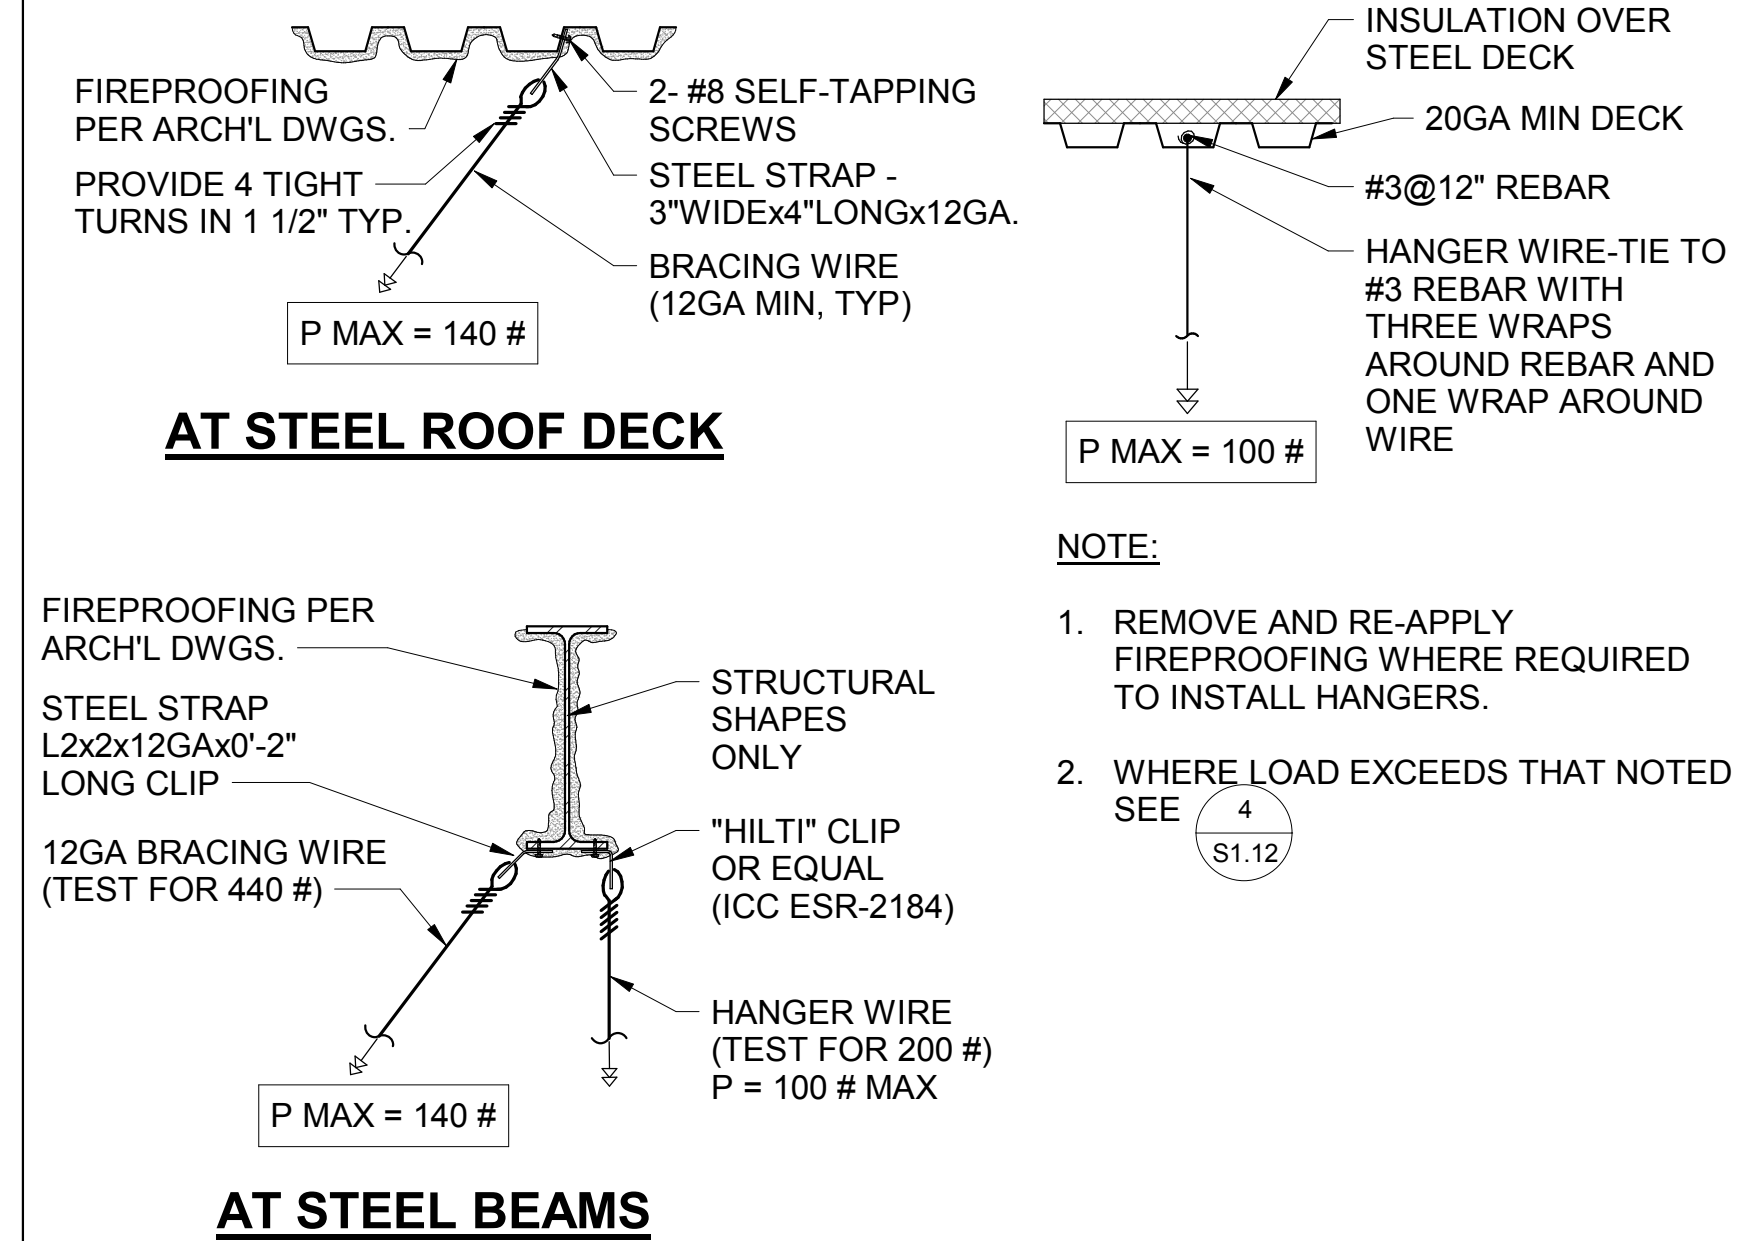 FIREPROOFING
PER ARCH'L DWGS.
PROVIDE 4 TIGHT
TURNS IN 1 1/2" TYP.
2- #8 SELF-TAPPING
SCREWS
STEEL STRAP -
3"WIDEx4"LONGx12GA.
BRACING WIRE
(12GA MIN, TYP)
P MAX = 140 #
AT STEEL ROOF DECK
INSULATION OVER
STEEL DECK
20GA MIN DECK
#3@12" REBAR
HANGER WIRE-TIE TO
#3 REBAR WITH
THREE WRAPS
AROUND REBAR AND
ONE WRAP AROUND
WIRE
P MAX = 100 #
FIREPROOFING PER
ARCH'L DWGS.
STEEL STRAP
L2x2x12GAx0'-2"
LONG CLIP
12GA BRACING WIRE
(TEST FOR 440 #)
STRUCTURAL
SHAPES
ONLY
"HILTI" CLIP
OR EQUAL
(ICC ESR-2184)
HANGER WIRE
(TEST FOR 200 #)
P = 100 # MAX
P MAX = 140 #
AT STEEL BEAMS
NOTE:
1. REMOVE AND RE-APPLY
FIREPROOFING WHERE REQUIRED
TO INSTALL HANGERS.
2. WHERE LOAD EXCEEDS THAT NOTED
SEE
4
S1.12